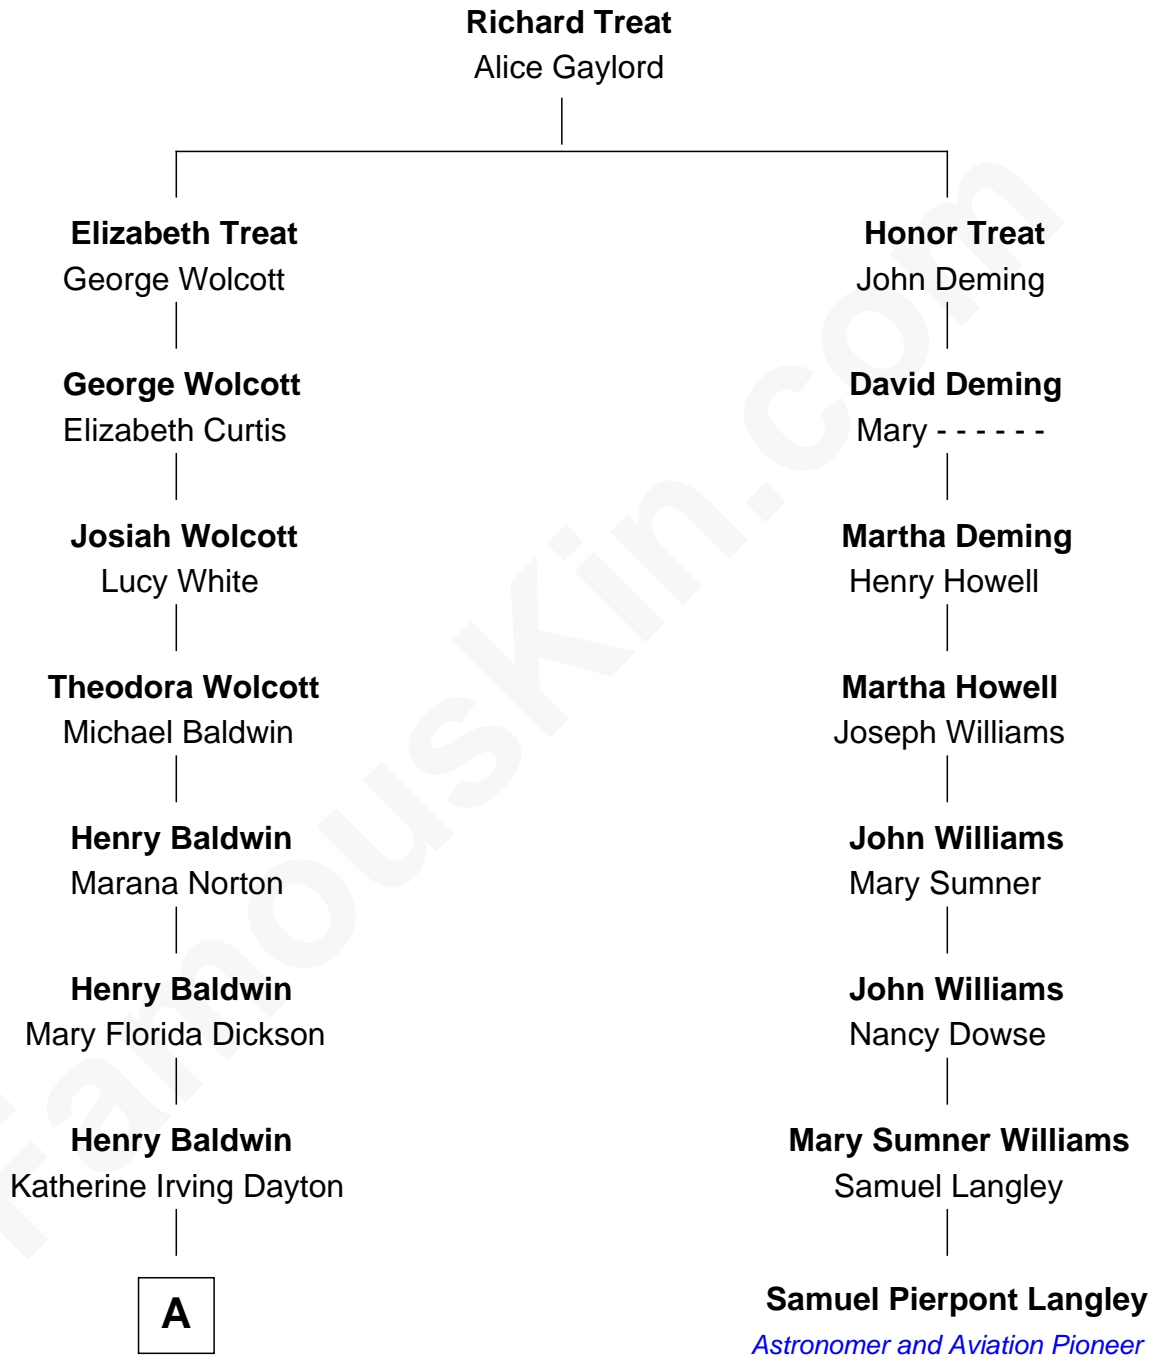 Richard Treat
Alice Gaylord
Elizabeth Treat
George Wolcott
Honor Treat
John Deming
George Wolcott
Elizabeth Curtis
David Deming
Mary - - - - - -
Josiah Wolcott
Lucy White
Martha Deming
Henry Howell
Theodora Wolcott
Michael Baldwin
Martha Howell
Joseph Williams
Henry Baldwin
Marana Norton
John Williams
Mary Sumner
Henry Baldwin
Mary Florida Dickson
John Williams
Nancy Dowse
Henry Baldwin
Katherine Irving Dayton
Mary Sumner Williams
Samuel Langley
A
Samuel Pierpont Langley
Astronomer and Aviation Pioneer
FamousKin.com